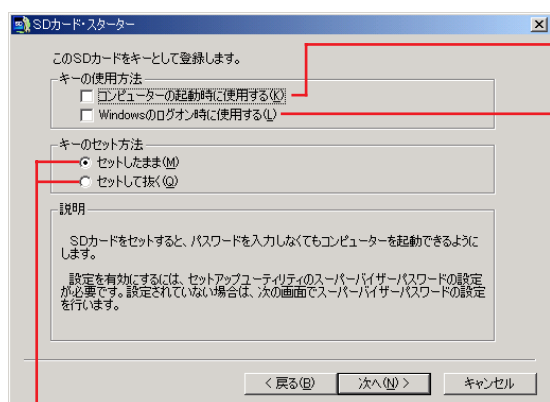 SDカード・スターター
このSDカードをキーとして登録します。
キーの使用方法
コンピューターの起動時に使用する(K)
Windowsのログオン時に使用する(L)
キーのセット方法
セットしたまま(M)
セットして抜く(Q)
説明
SDカードをセットすると、パスワードを入力しなくてもコンピューターを起動できるように
します。
設定を有効にするには、セットアップユーティリティのスーパーバイザーパスワードの設定
が必要です。設定されていない場合は、次の画面でスーパーバイザーパスワードの設定
を行います。
< 戻る(B) 次へ(N) > キャンセル